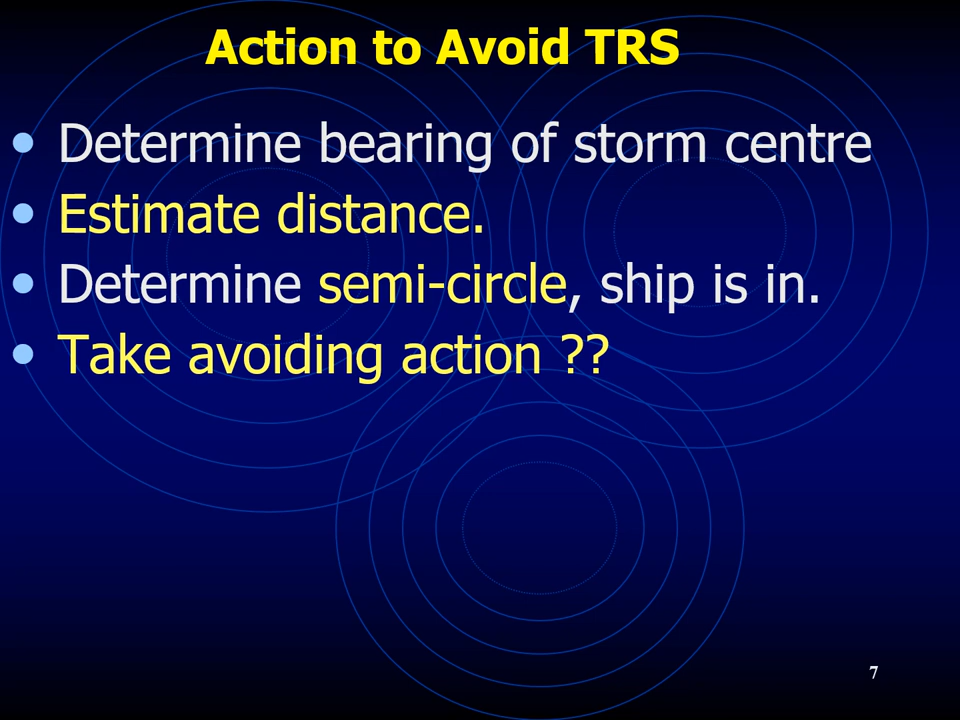 Action to Avoid TRS
• Determine bearing of storm centre
• Estimate distance.
• Determine semi-circle, ship is in.
• Take avoiding action ??
7